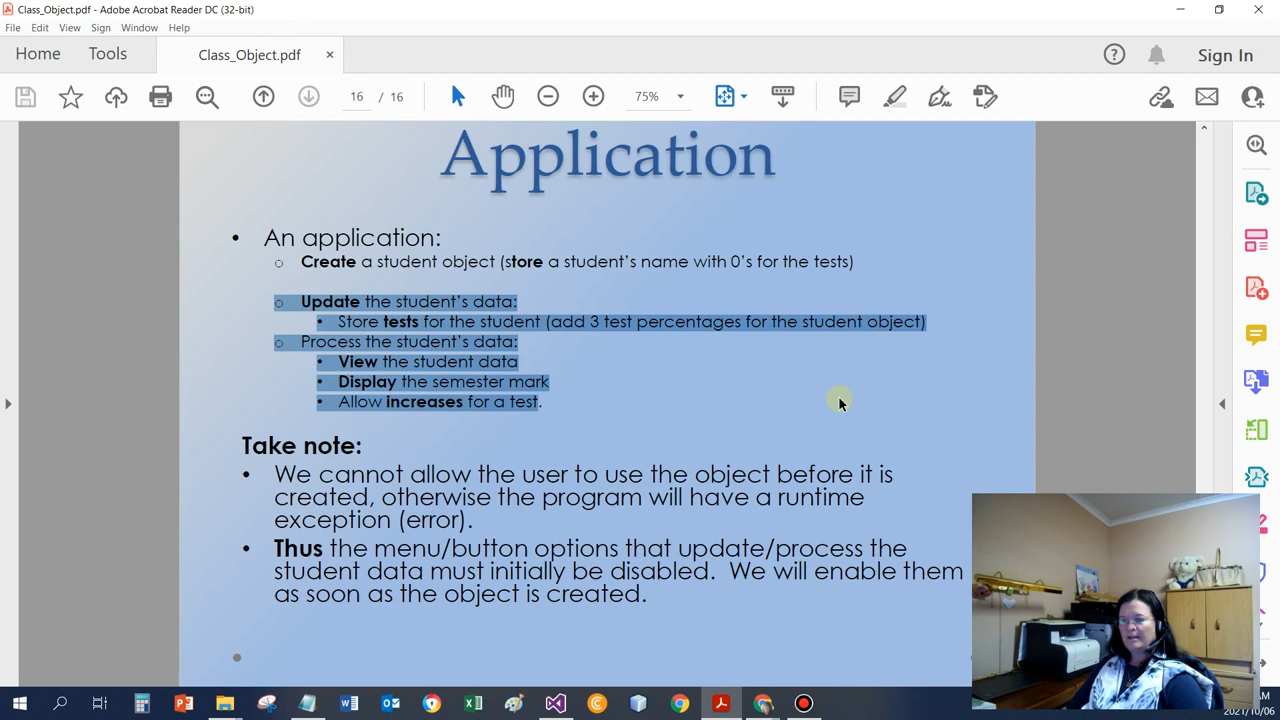 Class_Object.pdf - Adobe Acrobat Reader DC (32-bit)
File Edit View Sign Window Help
Home Tools Class_Object.pdf × Sign In
16 / 16 75%
Application
• An application:
○ Create a student object (store a student's name with 0's for the tests)
○ Update the student's data:
• Store tests for the student (add 3 test percentages for the student object)
○ Process the student's data:
• View the student data
• Display the semester mark
• Allow increases for a test.
Take note:
• We cannot allow the user to use the object before it is
created, otherwise the program will have a runtime
exception (error).
• Thus the menu/button options that update/process the
student data must initially be disabled. We will enable them
as soon as the object is created.
2021/10/06